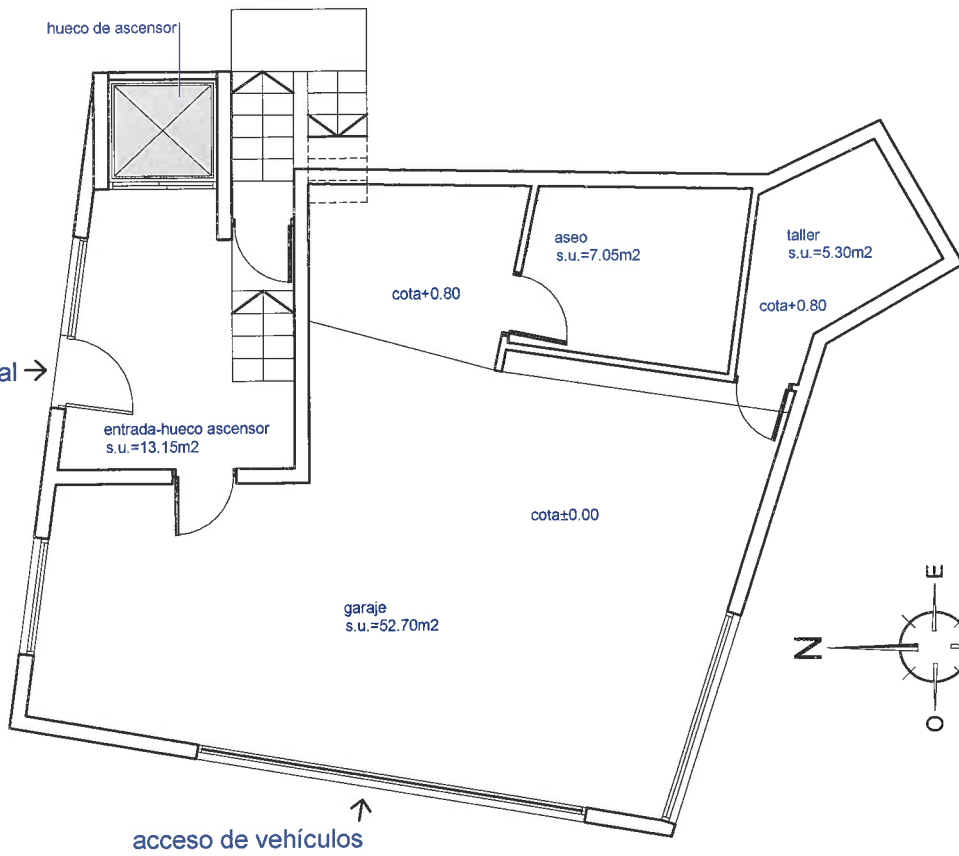 hueco de ascensor
aseo
s.u.=7.05m2
taller
s.u.=5.30m2
cota+0.80
cota+0.80
al →
entrada-hueco ascensor
s.u.=13.15m2
cota±0.00
garaje
s.u.=52.70m2
E
N
O
acceso de vehículos